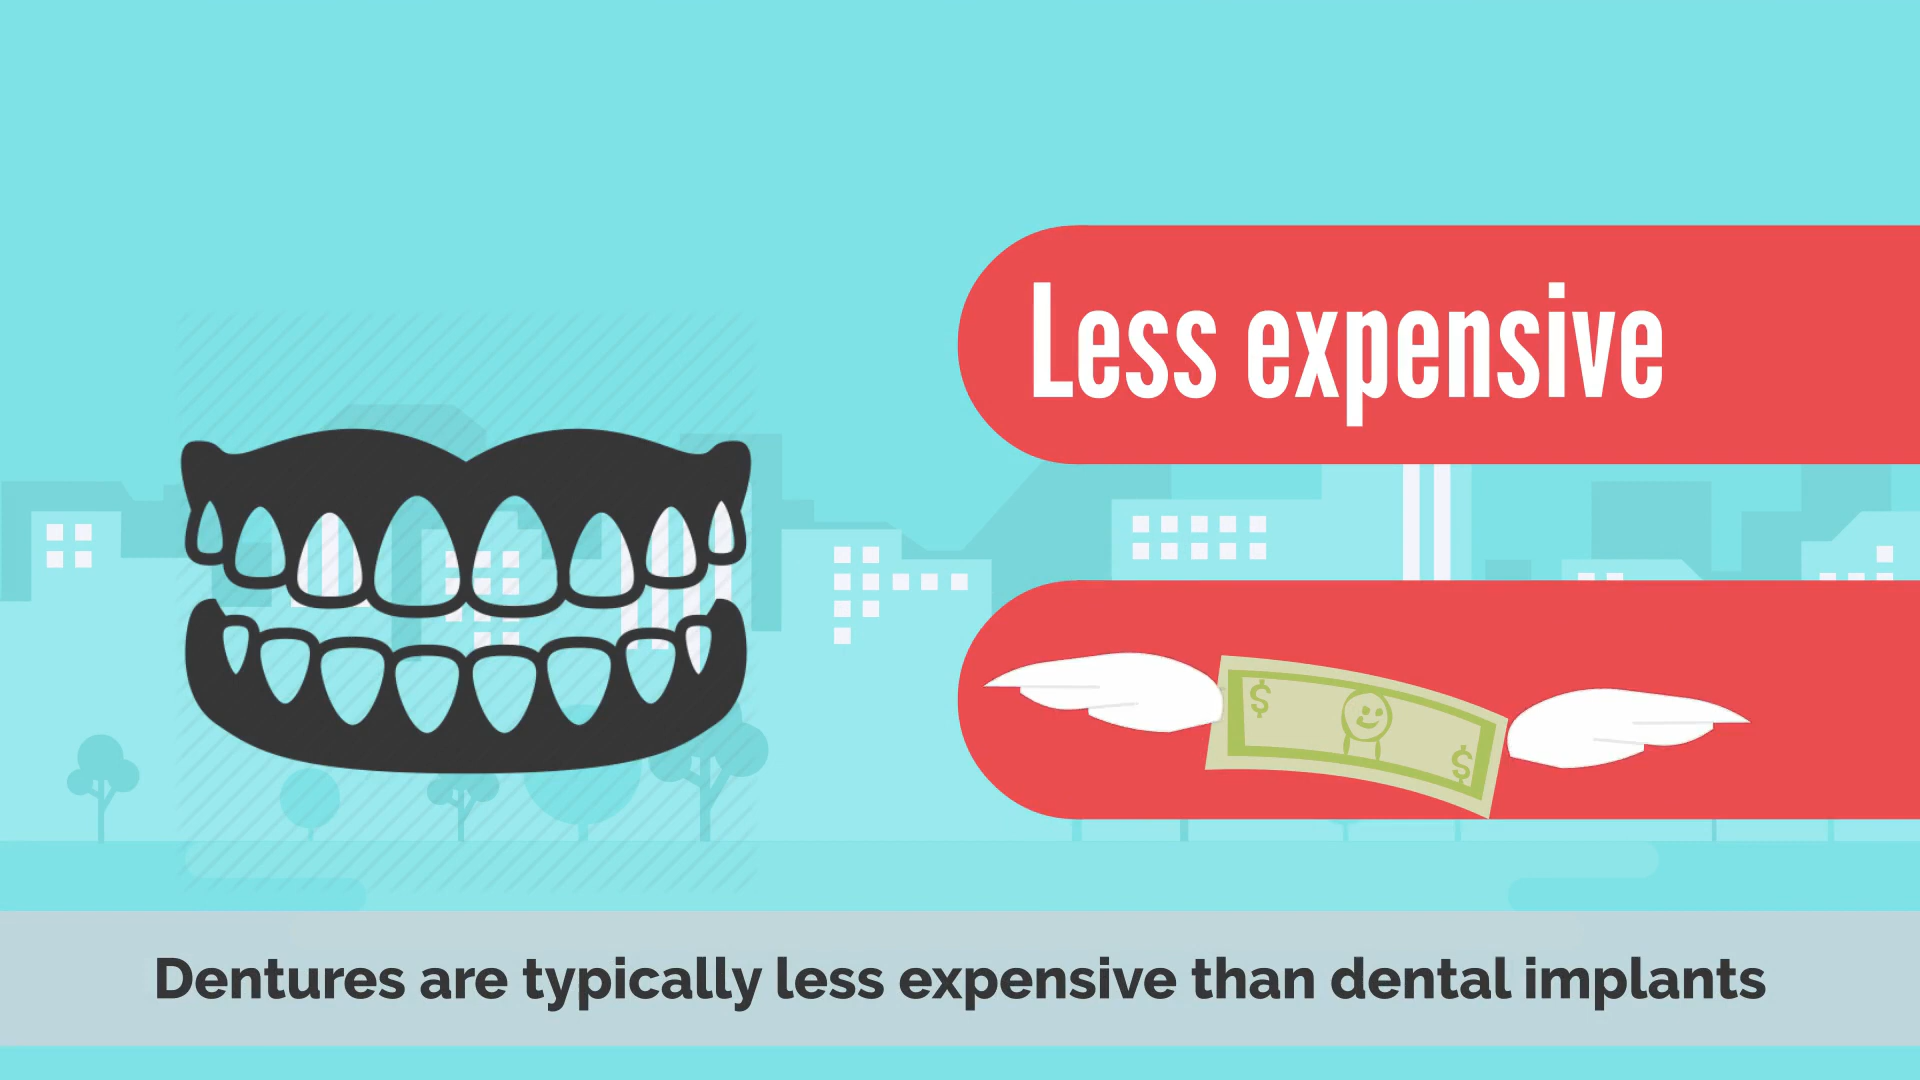 Less expensive
$
$
Dentures are typically less expensive than dental implants